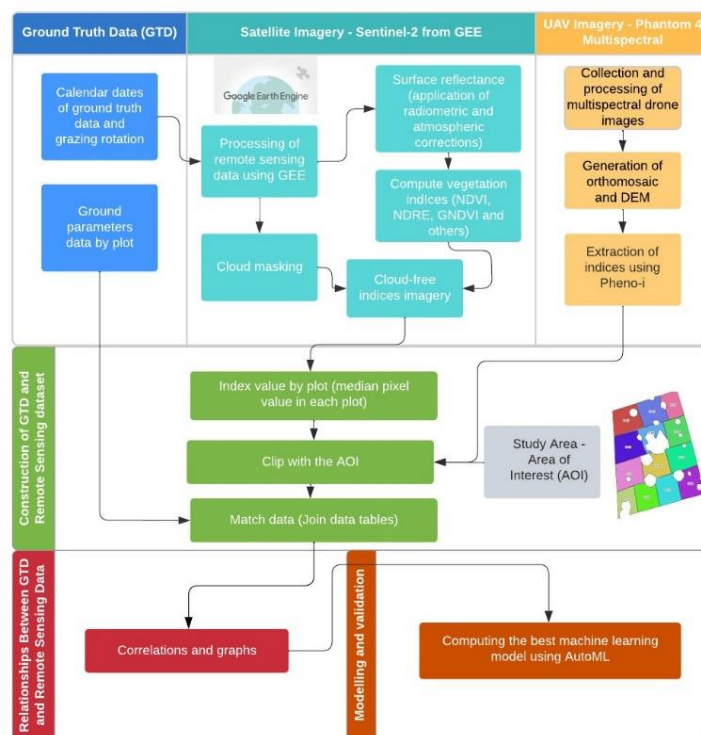 Ground Truth Data (GTD)
Satellite Imagery - Sentinel-2 from GEE
UAV Imagery - Phantom 4
Multispectral
Calendar dates
of ground truth
data and
grazing rotation
Ground
parameters
data by plot
Google Earth Engine
Processing of
remote sensing
data using GEE
Cloud masking
Surface reflectance
(application of
radiometric and
atmospheric
corrections)
Compute vegetation
indices (NDVI,
NDRE, GNDVI and
others)
Cloud-free
indices imagery
Collection and
processing of
multispectral drone
images
Generation of
orthomosaic
and DEM
Extraction of
indices using
Pheno-i
Construction of GTD and
Remote Sensing dataset
Index value by plot (median pixel
value in each plot)
Clip with the AOI
Match data (Join data tables)
Study Area -
Area of
Interest (AOI)
Relationships Between GTD
and Remote Sensing Data
Correlations and graphs
Modelling and validation
Computing the best machine learning
model using AutoML